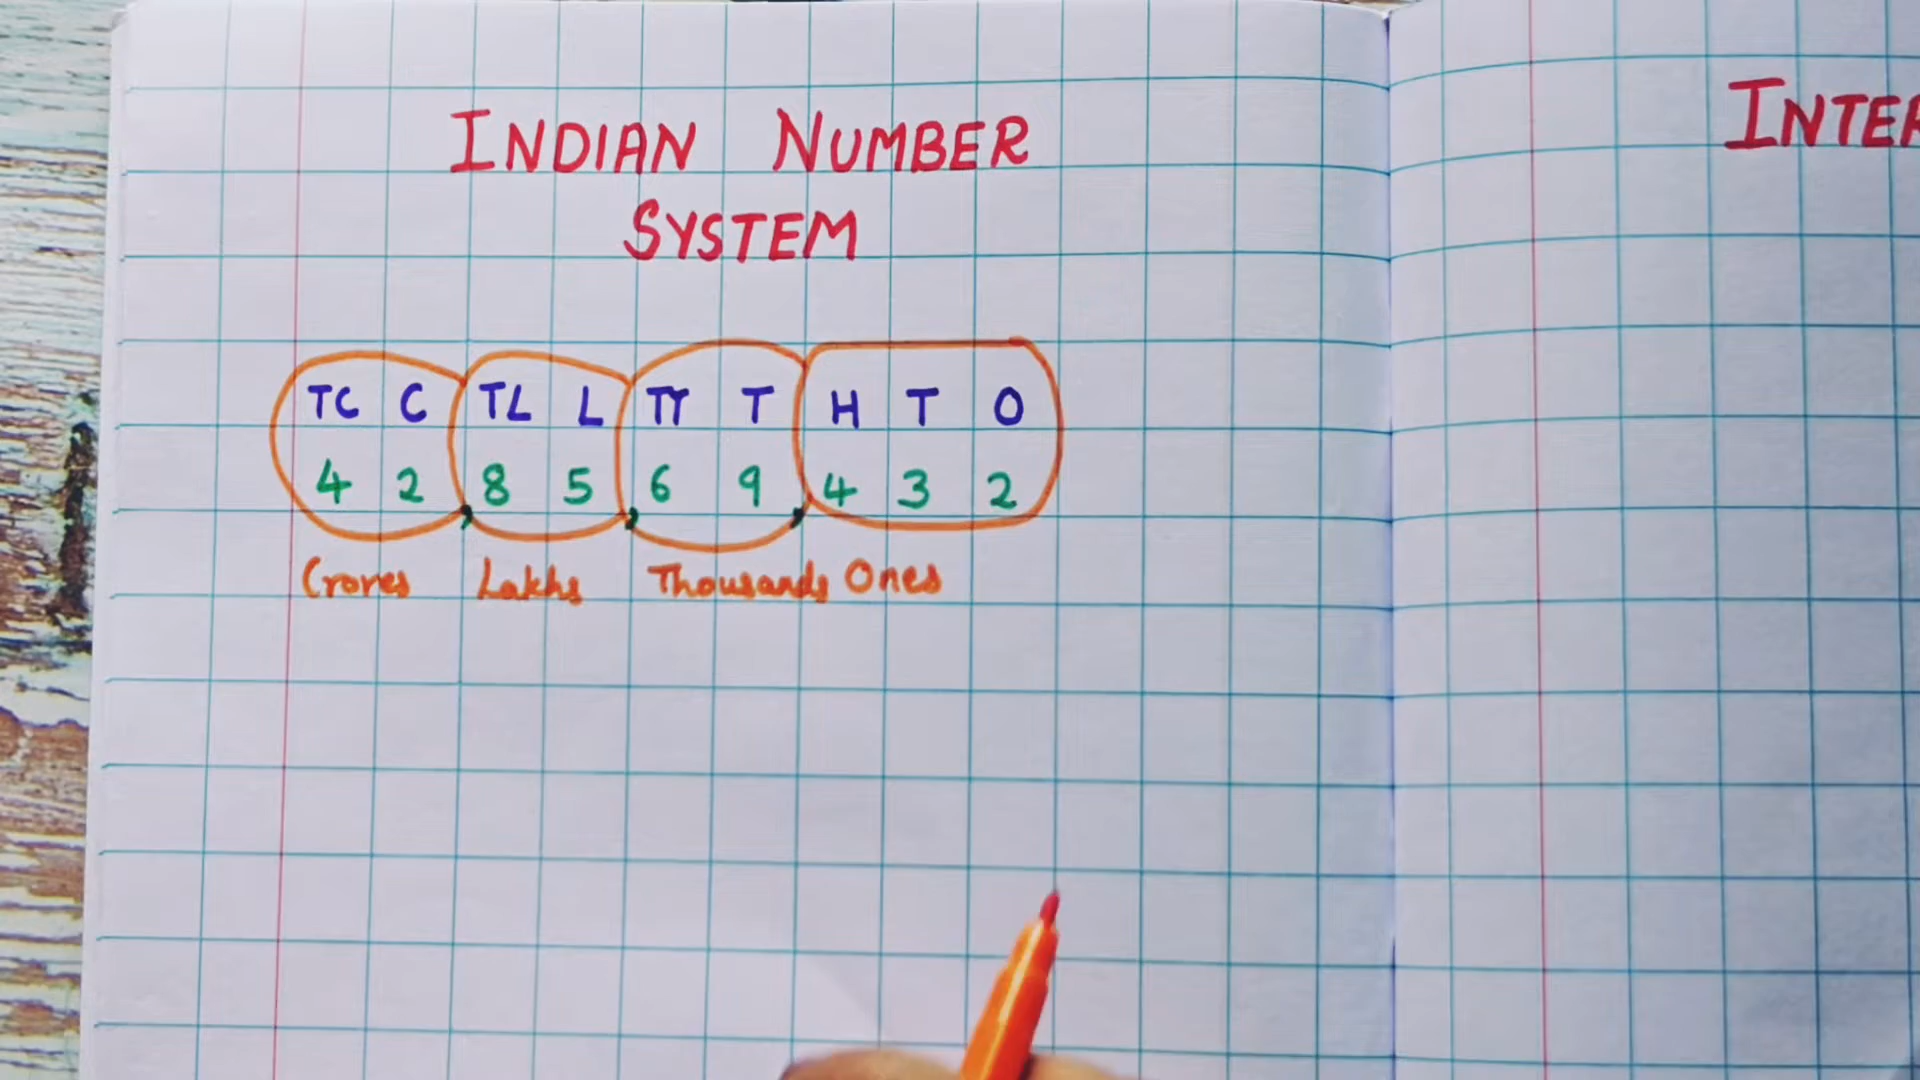 INDIAN NUMBER
SYSTEM
INTER
TC C TL L TT T H T O
4 2, 8 5, 6 9, 4 3 2
Crores Lakhs Thousands Ones